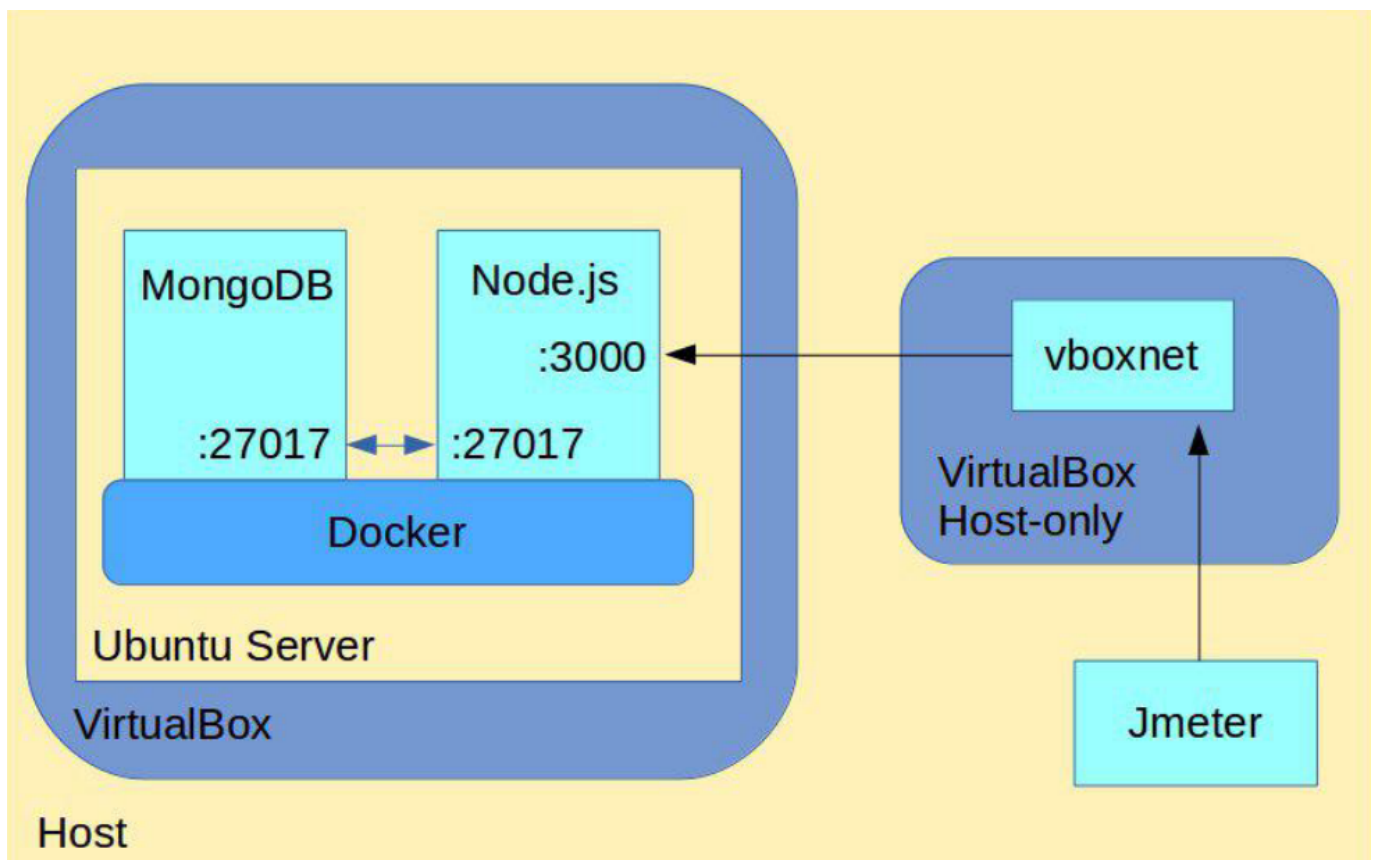 MongoDB
:27017
Node.js
:3000
:27017
Docker
Ubuntu Server
VirtualBox
Host
vboxnet
VirtualBox
Host-only
Jmeter